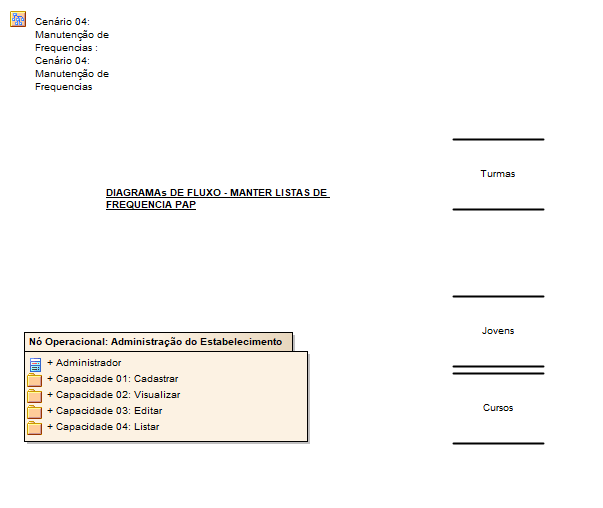 Cenário 04:
Manutenção de
Frequencias :
Cenário 04:
Manutenção de
Frequencias
Turmas
DIAGRAMAs DE FLUXO - MANTER LISTAS DE
FREQUENCIA PAP
Jovens
Nó Operacional: Administração do Estabelecimento
+ Administrador
+ Capacidade 01: Cadastrar
+ Capacidade 02: Visualizar
+ Capacidade 03: Editar
+ Capacidade 04: Listar
Cursos